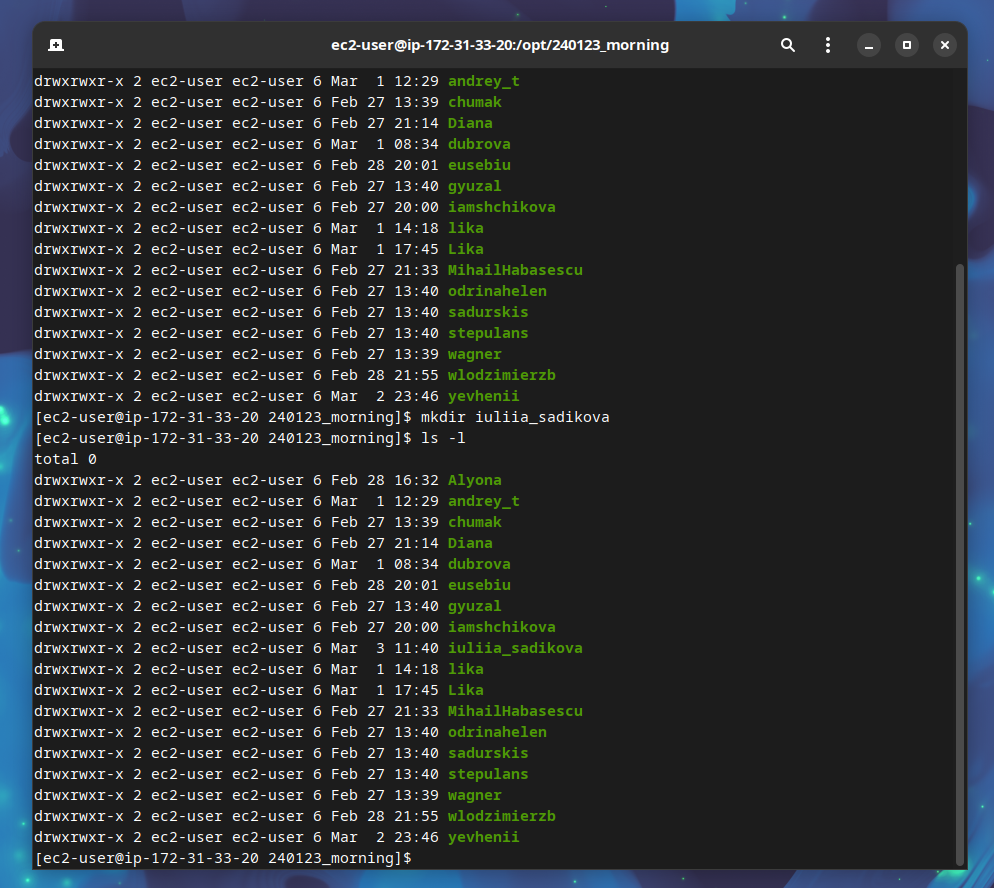 ec2-user@ip-172-31-33-20:/opt/240123_morning
drwxrwxr-x 2 ec2-user ec2-user 6 Mar  1 12:29 andrey_t
drwxrwxr-x 2 ec2-user ec2-user 6 Feb 27 13:39 chumak
drwxrwxr-x 2 ec2-user ec2-user 6 Feb 27 21:14 Diana
drwxrwxr-x 2 ec2-user ec2-user 6 Mar  1 08:34 dubrova
drwxrwxr-x 2 ec2-user ec2-user 6 Feb 28 20:01 eusebiu
drwxrwxr-x 2 ec2-user ec2-user 6 Feb 27 13:40 gyuzal
drwxrwxr-x 2 ec2-user ec2-user 6 Feb 27 20:00 iamshchikova
drwxrwxr-x 2 ec2-user ec2-user 6 Mar  1 14:18 lika
drwxrwxr-x 2 ec2-user ec2-user 6 Mar  1 17:45 Lika
drwxrwxr-x 2 ec2-user ec2-user 6 Feb 27 21:33 MihailHabasescu
drwxrwxr-x 2 ec2-user ec2-user 6 Feb 27 13:40 odrinahelen
drwxrwxr-x 2 ec2-user ec2-user 6 Feb 27 13:40 sadurskis
drwxrwxr-x 2 ec2-user ec2-user 6 Feb 27 13:40 stepulans
drwxrwxr-x 2 ec2-user ec2-user 6 Feb 27 13:39 wagner
drwxrwxr-x 2 ec2-user ec2-user 6 Feb 28 21:55 wlodzimierzb
drwxrwxr-x 2 ec2-user ec2-user 6 Mar  2 23:46 yevhenii
[ec2-user@ip-172-31-33-20 240123_morning]$ mkdir iuliia_sadikova
[ec2-user@ip-172-31-33-20 240123_morning]$ ls -l
total 0
drwxrwxr-x 2 ec2-user ec2-user 6 Feb 28 16:32 Alyona
drwxrwxr-x 2 ec2-user ec2-user 6 Mar  1 12:29 andrey_t
drwxrwxr-x 2 ec2-user ec2-user 6 Feb 27 13:39 chumak
drwxrwxr-x 2 ec2-user ec2-user 6 Feb 27 21:14 Diana
drwxrwxr-x 2 ec2-user ec2-user 6 Mar  1 08:34 dubrova
drwxrwxr-x 2 ec2-user ec2-user 6 Feb 28 20:01 eusebiu
drwxrwxr-x 2 ec2-user ec2-user 6 Feb 27 13:40 gyuzal
drwxrwxr-x 2 ec2-user ec2-user 6 Feb 27 20:00 iamshchikova
drwxrwxr-x 2 ec2-user ec2-user 6 Mar  3 11:40 iuliia_sadikova
drwxrwxr-x 2 ec2-user ec2-user 6 Mar  1 14:18 lika
drwxrwxr-x 2 ec2-user ec2-user 6 Mar  1 17:45 Lika
drwxrwxr-x 2 ec2-user ec2-user 6 Feb 27 21:33 MihailHabasescu
drwxrwxr-x 2 ec2-user ec2-user 6 Feb 27 13:40 odrinahelen
drwxrwxr-x 2 ec2-user ec2-user 6 Feb 27 13:40 sadurskis
drwxrwxr-x 2 ec2-user ec2-user 6 Feb 27 13:40 stepulans
drwxrwxr-x 2 ec2-user ec2-user 6 Feb 27 13:39 wagner
drwxrwxr-x 2 ec2-user ec2-user 6 Feb 28 21:55 wlodzimierzb
drwxrwxr-x 2 ec2-user ec2-user 6 Mar  2 23:46 yevhenii
[ec2-user@ip-172-31-33-20 240123_morning]$